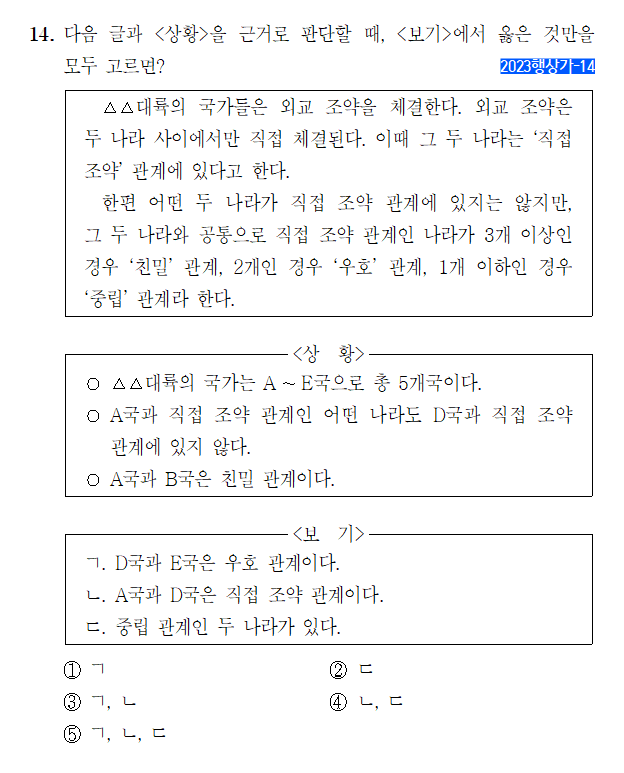 14. 다음 글과 <상황>을 근거로 판단할 때, <보기>에서 옳은 것만을
모두 고르면?
2023행상가-14
△△대륙의 국가들은 외교 조약을 체결한다. 외교 조약은
두 나라 사이에서만 직접 체결된다. 이때 그 두 나라는 ‘직접
조약’ 관계에 있다고 한다.
한편 어떤 두 나라가 직접 조약 관계에 있지는 않지만,
그 두 나라와 공통으로 직접 조약 관계인 나라가 3개 이상인
경우 ‘친밀’ 관계, 2개인 경우 ‘우호’ 관계, 1개 이하인 경우
‘중립’ 관계라 한다.
<상 황>
○ △△대륙의 국가는 A ~ E국으로 총 5개국이다.
○ A국과 직접 조약 관계인 어떤 나라도 D국과 직접 조약
관계에 있지 않다.
○ A국과 B국은 친밀 관계이다.
<보 기>
ㄱ. D국과 E국은 우호 관계이다.
ㄴ. A국과 D국은 직접 조약 관계이다.
ㄷ. 중립 관계인 두 나라가 있다.
① ㄱ
② ㄷ
③ ㄱ, ㄴ
④ ㄴ, ㄷ
⑤ ㄱ, ㄴ, ㄷ